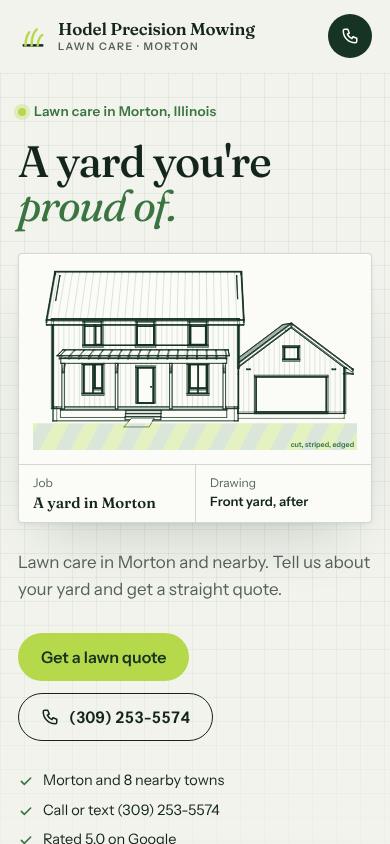 Hodel Precision Mowing
LAWN CARE · MORTON
Lawn care in Morton, Illinois
A yard you're
proud of.
cut, striped, edged
Job
A yard in Morton
Drawing
Front yard, after
Lawn care in Morton and nearby. Tell us about
your yard and get a straight quote.
Get a lawn quote
(309) 253-5574
Morton and 8 nearby towns
Call or text (309) 253-5574
Rated 5.0 on Google